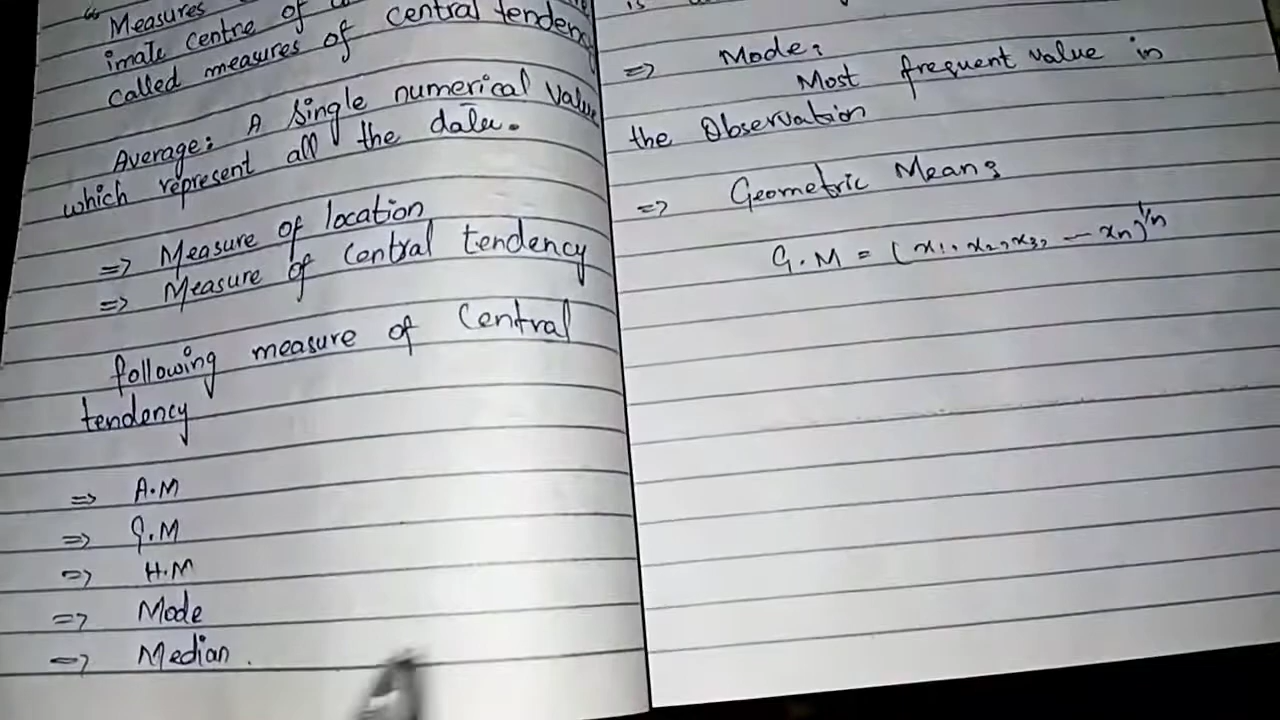 “ Measures
imate centre of
called measures of central tendency
Average: A single numerical value
which represent all the data.
=> Measure of location
=> Measure of Central tendency
following measure of Central
tendency
=> A.M
=> G.M
=> H.M
=> Mode
=> Median.
is
=> Mode:
Most frequent value in
the Observation
=> Geometric Mean:
G.M = (x1, x2, x3, - xn)^1/n